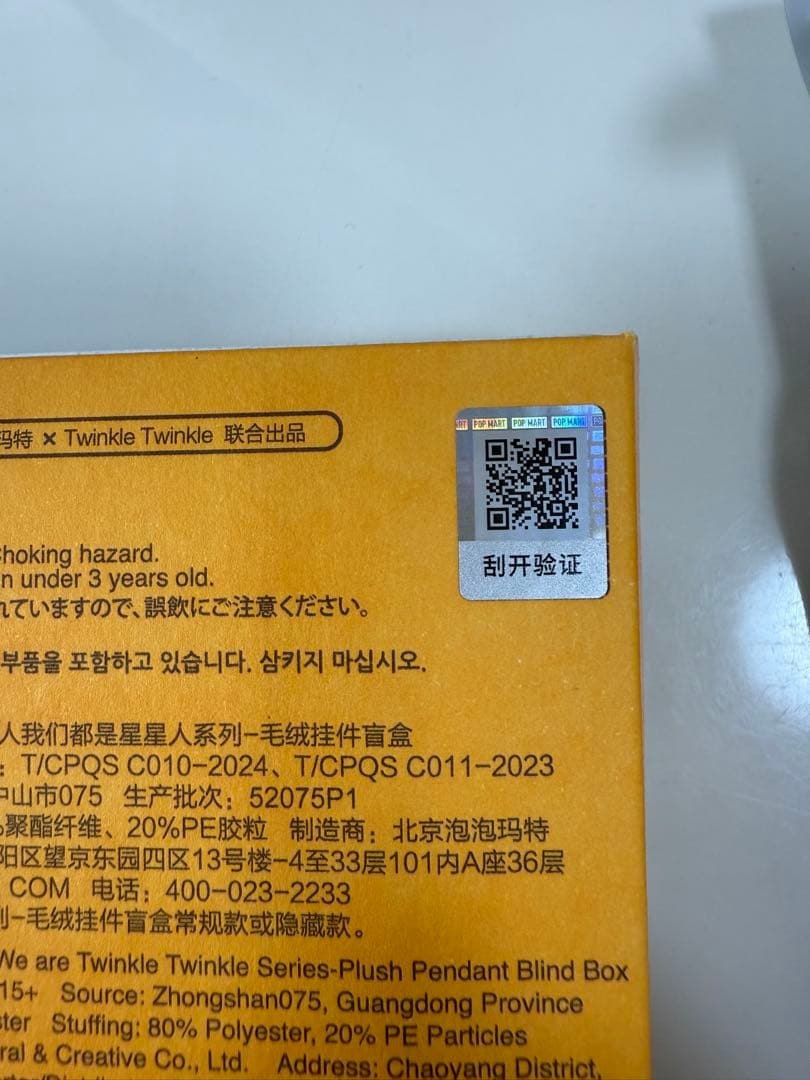 玛特 × Twinkle Twinkle 联合出品
POP MART POP MART POP MART
刮开验证
hoking hazard.
n under 3 years old.
れていますので、誤飲にご注意ください。
부품을 포함하고 있습니다. 삼키지 마십시오.
人我们都是星星人系列-毛绒挂件盲盒
：T/CPQS C010-2024、T/CPQS C011-2023
中山市075 生产批次：52075P1
聚酯纤维、20%PE胶粒 制造商：北京泡泡玛特
阳区望京东园四区13号楼-4至33层101内A座36层
COM 电话：400-023-2233
列-毛绒挂件盲盒常规款或隐藏款。
We are Twinkle Twinkle Series-Plush Pendant Blind Box
15+ Source: Zhongshan075, Guangdong Province
ster Stuffing: 80% Polyester, 20% PE Particles
ral & Creative Co., Ltd. Address: Chaoyang District,